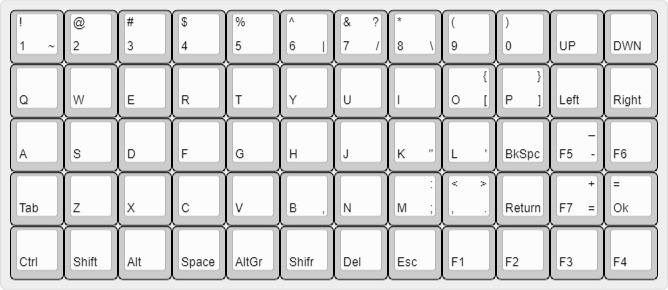 ! @ # $ % ^ & ? * ( )
1 ~ 2 3 4 5 6 | 7 / 8 \ 9 0 UP DWN
{ }
Q W E R T Y U I O [ P ] Left Right
" ' _
A S D F G H J K L BkSpc F5 - F6
: < > + =
Tab Z X C V B , N M ; , . Return F7 = Ok
Ctrl Shift Alt Space AltGr Shifr Del Esc F1 F2 F3 F4